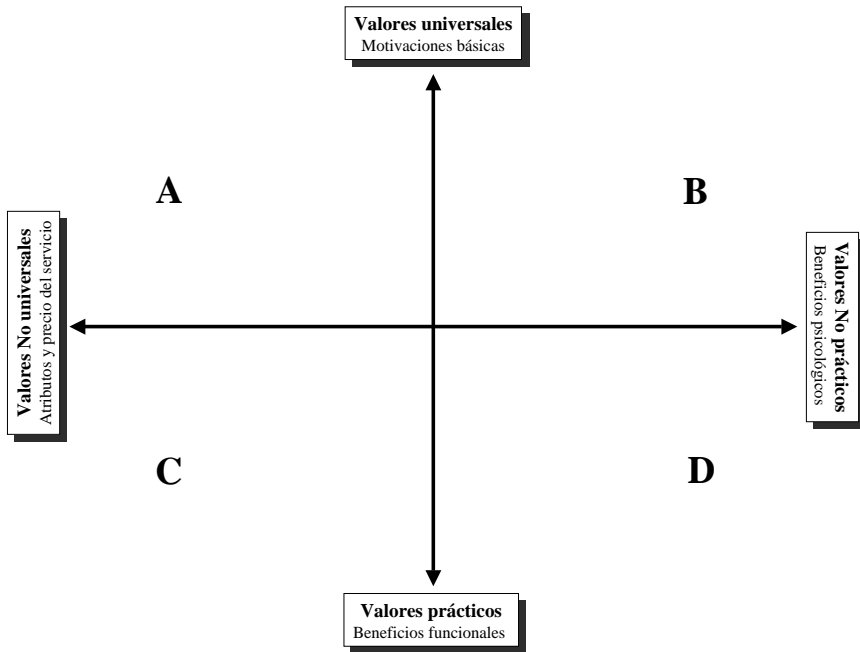 Valores universales
Motivaciones básicas
A
B
Valores No universales
Atributos y precio del servicio
Valores No prácticos
Beneficios psicológicos
C
D
Valores prácticos
Beneficios funcionales